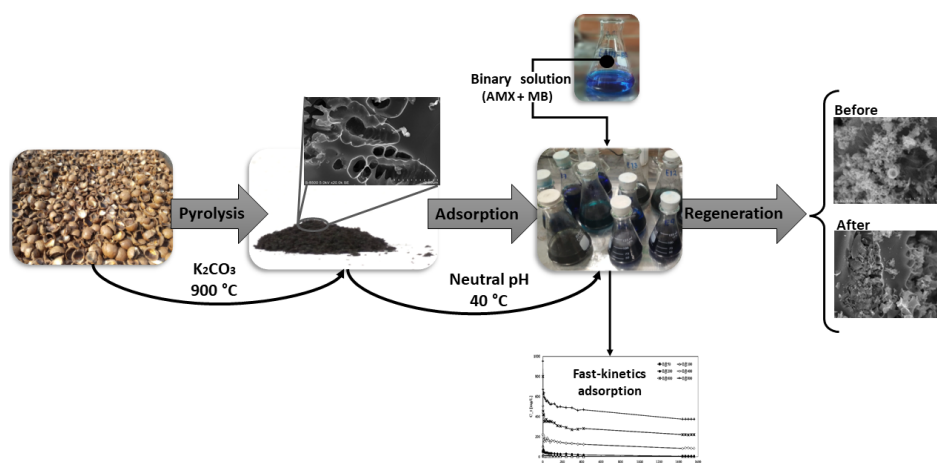 Binary solution
(AMX + MB)
Before
Pyrolysis
Adsorption
Regeneration
After
K₂CO₃
900 °C
Neutral pH
40 °C
Fast-kinetics
adsorption